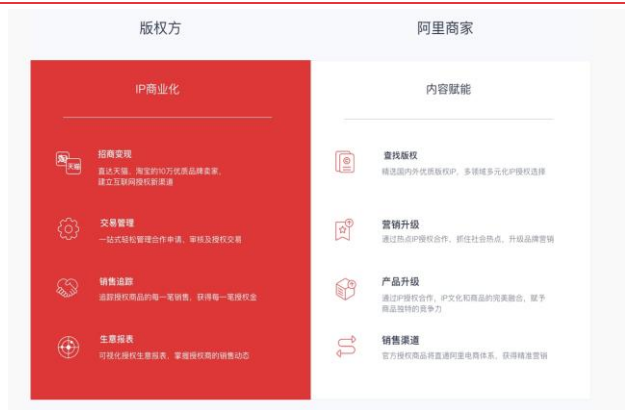 版权方
阿里商家
IP商业化
内容赋能
淘 天猫
招商变现
直达天猫、淘宝的10万优质品牌卖家，
建立互联网授权新渠道
交易管理
一站式轻松管理合作申请、审核及授权交易
销售追踪
追踪授权商品的每一笔销售，获得每一笔授权金
生意报表
可视化授权生意报表，掌握授权商的销售动态
查找版权
精选国内外优质版权IP，多领域多元化IP授权选择
营销升级
通过热点IP授权合作，抓住社会热点，升级品牌营销
产品升级
通过IP授权合作，IP文化和商品的完美融合，赋予
商品独特的竞争力
销售渠道
官方授权商品将直通阿里电商体系，获得精准营销